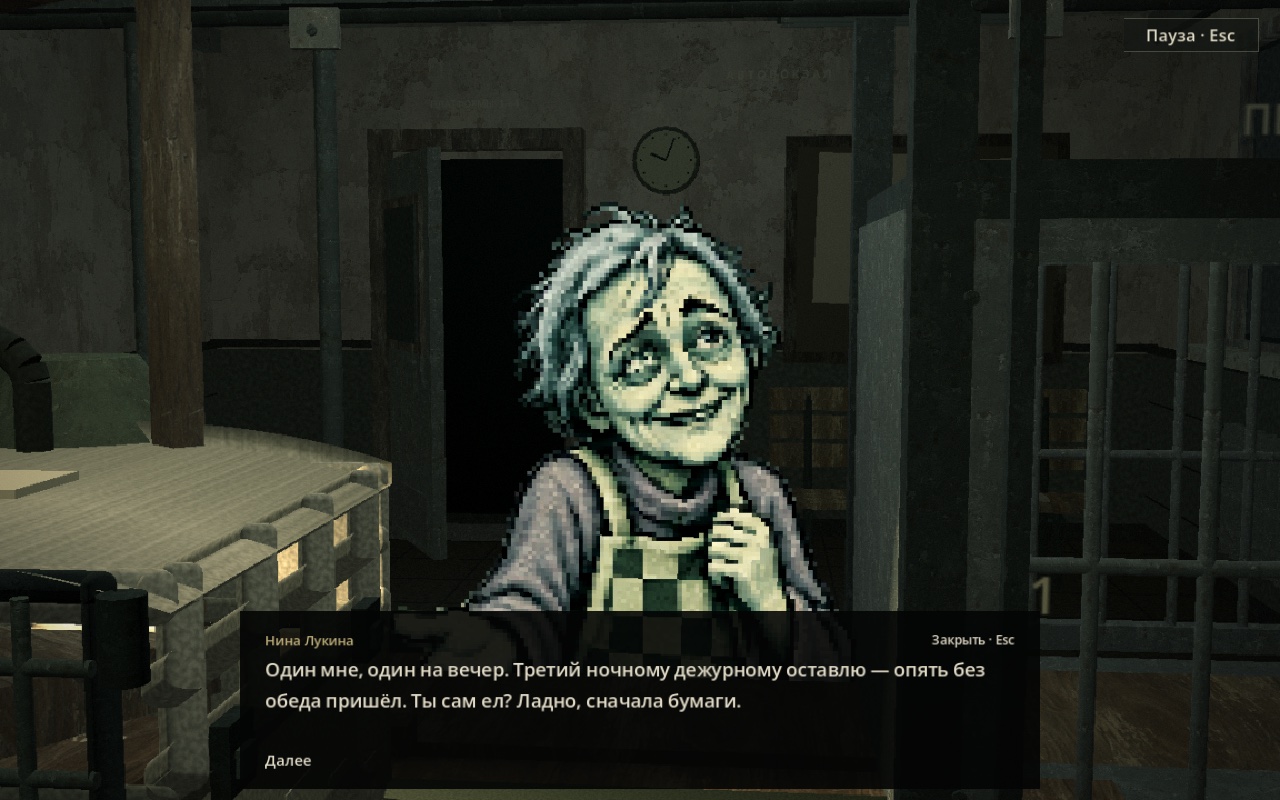 Пауза · Esc
Нина Лукина
Закрыть · Esc
Один мне, один на вечер. Третий ночному дежурному оставлю — опять без
обеда пришёл. Ты сам ел? Ладно, сначала бумаги.
Далее
1